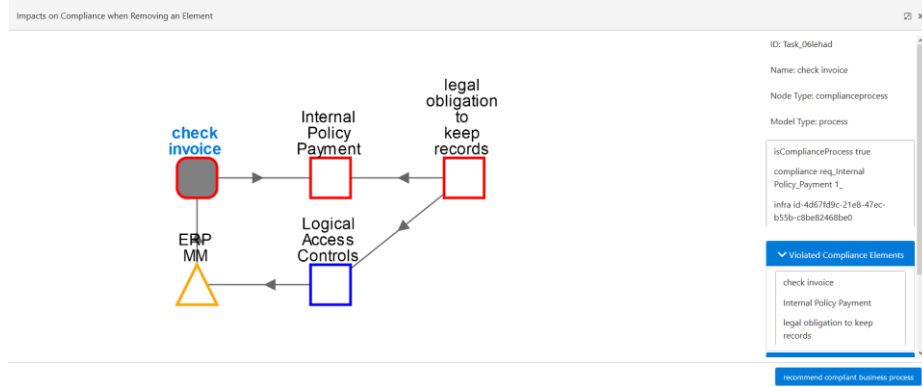 Impacts on Compliance when Removing an Element
check
invoice
Internal
Policy
Payment
legal
obligation
to
keep
records
ERP
MM
Logical
Access
Controls
ID: Task_06lehad
Name: check invoice
Node Type: complianceprocess
Model Type: process
isComplianceProcess true
compliance req_Internal
Policy_Payment 1_
infra id-4d67fd9c-21e8-47ec-
b55b-c8be82468be0
Violated Compliance Elements
check invoice
Internal Policy Payment
legal obligation to keep
records
recommend compliant business process